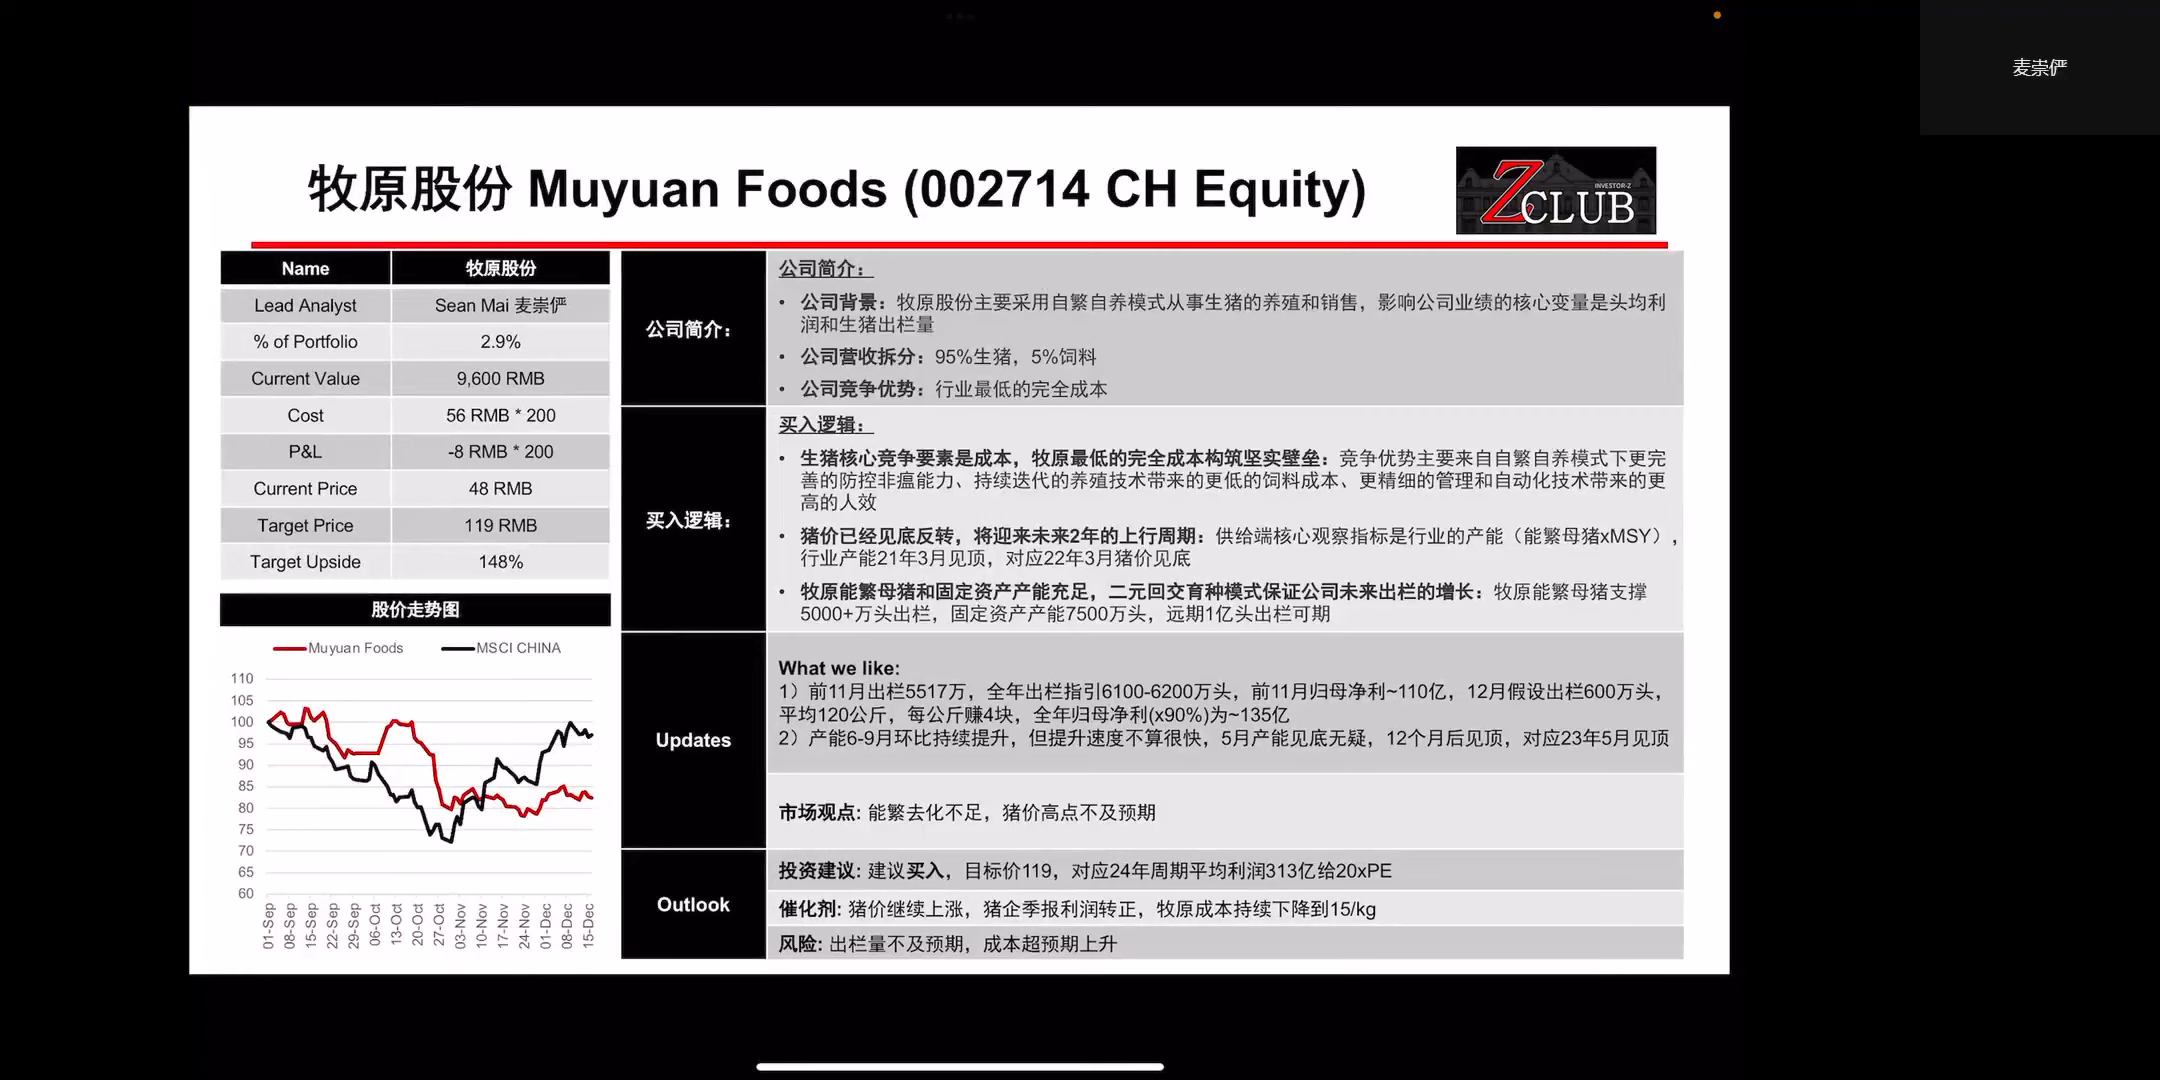 麦崇俨
牧原股份 Muyuan Foods (002714 CH Equity)
INVESTOR-Z
Z CLUB
Name 牧原股份
Lead Analyst Sean Mai 麦崇俨
% of Portfolio 2.9%
Current Value 9,600 RMB
Cost 56 RMB * 200
P&L -8 RMB * 200
Current Price 48 RMB
Target Price 119 RMB
Target Upside 148%
股价走势图
Muyuan Foods MSCI CHINA
110
105
100
95
90
85
80
75
70
65
60
01-Sep 08-Sep 15-Sep 22-Sep 29-Sep 06-Oct 13-Oct 20-Oct 27-Oct 03-Nov 10-Nov 17-Nov 24-Nov 01-Dec 08-Dec 15-Dec
公司简介：
公司简介：
• 公司背景：牧原股份主要采用自繁自养模式从事生猪的养殖和销售，影响公司业绩的核心变量是头均利
润和生猪出栏量
• 公司营收拆分：95%生猪，5%饲料
• 公司竞争优势：行业最低的完全成本
买入逻辑：
买入逻辑：
• 生猪核心竞争要素是成本，牧原最低的完全成本构筑坚实壁垒：竞争优势主要来自自繁自养模式下更完
善的防控非瘟能力、持续迭代的养殖技术带来的更低的饲料成本、更精细的管理和自动化技术带来的更
高的人效
• 猪价已经见底反转，将迎来未来2年的上行周期：供给端核心观察指标是行业的产能（能繁母猪xMSY），
行业产能21年3月见顶，对应22年3月猪价见底
• 牧原能繁母猪和固定资产产能充足，二元回交育种模式保证公司未来出栏的增长：牧原能繁母猪支撑
5000+万头出栏，固定资产产能7500万头，远期1亿头出栏可期
Updates
What we like:
1）前11月出栏5517万，全年出栏指引6100-6200万头，前11月归母净利~110亿，12月假设出栏600万头，
平均120公斤，每公斤赚4块，全年归母净利(x90%)为~135亿
2）产能6-9月环比持续提升，但提升速度不算很快，5月产能见底无疑，12个月后见顶，对应23年5月见顶
市场观点: 能繁去化不足，猪价高点不及预期
Outlook
投资建议: 建议买入，目标价119，对应24年周期平均利润313亿给20xPE
催化剂: 猪价继续上涨，猪企季报利润转正，牧原成本持续下降到15/kg
风险: 出栏量不及预期，成本超预期上升